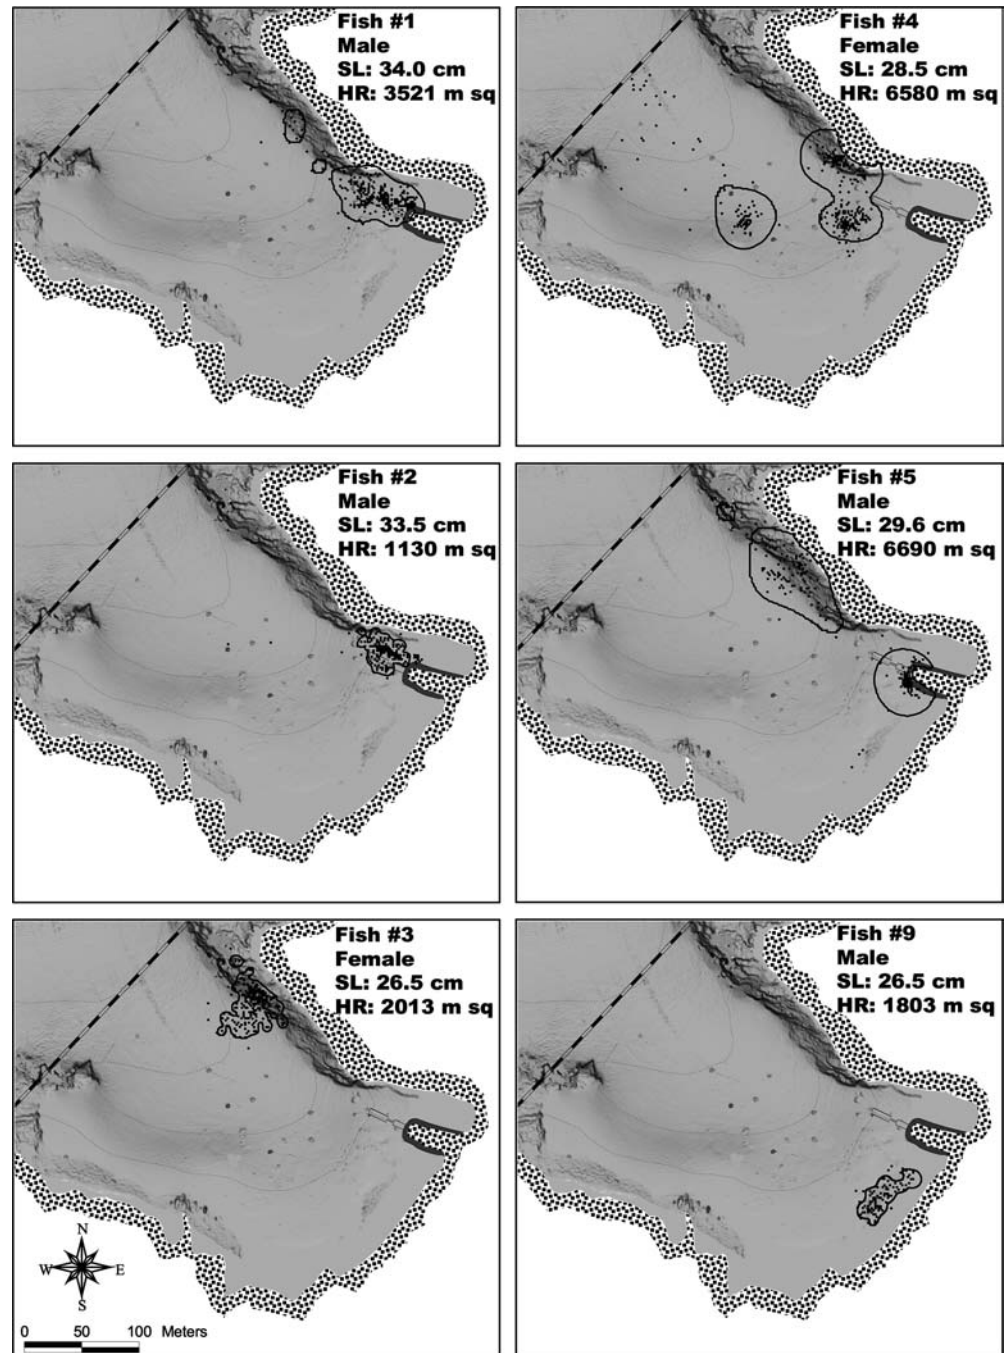 Fish #1
Male
SL: 34.0 cm
HR: 3521 m sq
Fish #4
Female
SL: 28.5 cm
HR: 6580 m sq
Fish #2
Male
SL: 33.5 cm
HR: 1130 m sq
Fish #5
Male
SL: 29.6 cm
HR: 6690 m sq
Fish #3
Female
SL: 26.5 cm
HR: 2013 m sq
Fish #9
Male
SL: 26.5 cm
HR: 1803 m sq
N
W E
S
0 50 100 Meters